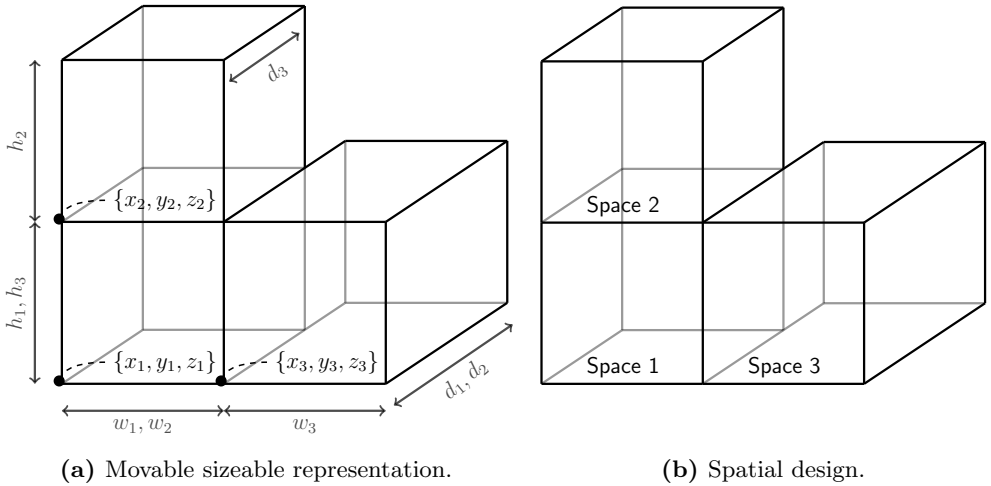 d₃
h₂
{x₂, y₂, z₂}
Space 2
h₁, h₃
{x₁, y₁, z₁}
{x₃, y₃, z₃}
d₁, d₂
Space 1
Space 3
w₁, w₂
w₃
(a) Movable sizeable representation.
(b) Spatial design.